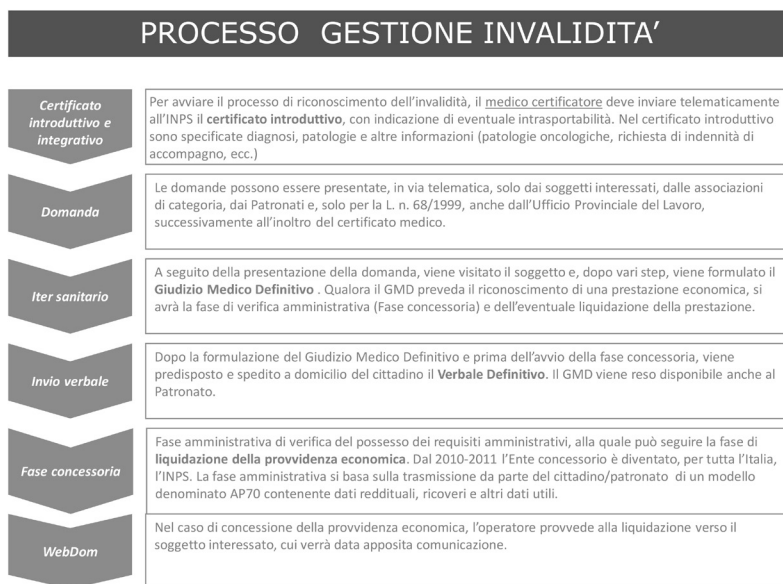 PROCESSO GESTIONE INVALIDITA’
Certificato
introduttivo e
integrativo
Per avviare il processo di riconoscimento dell’invalidità, il medico certificatore deve inviare telematicamente
all’INPS il certificato introduttivo, con indicazione di eventuale intrasportabilità. Nel certificato introduttivo
sono specificate diagnosi, patologie e altre informazioni (patologie oncologiche, richiesta di indennità di
accompagno, ecc.)
Domanda
Le domande possono essere presentate, in via telematica, solo dai soggetti interessati, dalle associazioni
di categoria, dai Patronati e, solo per la L. n. 68/1999, anche dall’Ufficio Provinciale del Lavoro,
successivamente all’inoltro del certificato medico.
Iter sanitario
A seguito della presentazione della domanda, viene visitato il soggetto e, dopo vari step, viene formulato il
Giudizio Medico Definitivo . Qualora il GMD preveda il riconoscimento di una prestazione economica, si
avrà la fase di verifica amministrativa (Fase concessoria) e dell’eventuale liquidazione della prestazione.
Invio verbale
Dopo la formulazione del Giudizio Medico Definitivo e prima dell’avvio della fase concessoria, viene
predisposto e spedito a domicilio del cittadino il Verbale Definitivo. Il GMD viene reso disponibile anche al
Patronato.
Fase concessoria
Fase amministrativa di verifica del possesso dei requisiti amministrativi, alla quale può seguire la fase di
liquidazione della provvidenza economica. Dal 2010-2011 l’Ente concessorio è diventato, per tutta l’Italia,
l’INPS. La fase amministrativa si basa sulla trasmissione da parte del cittadino/patronato di un modello
denominato AP70 contenente dati reddituali, ricoveri e altri dati utili.
WebDom
Nel caso di concessione della provvidenza economica, l’operatore provvede alla liquidazione verso il
soggetto interessato, cui verrà data apposita comunicazione.